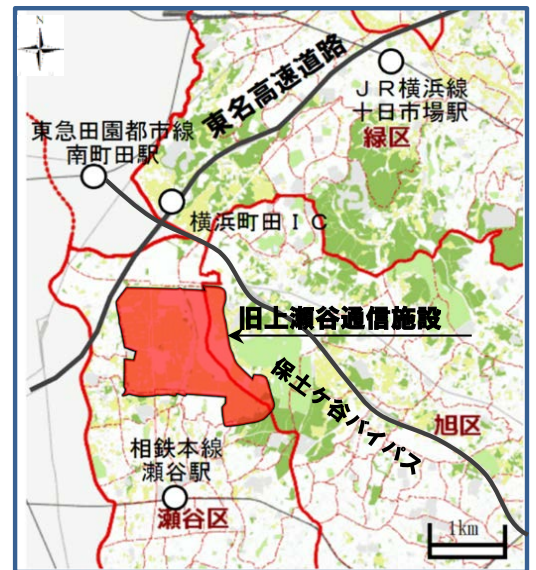 N
東名高速道路
JR横浜線
十日市場駅
緑区
東急田園都市線
南町田駅
横浜町田IC
旧上瀬谷通信施設
保土ケ谷バイパス
旭区
相鉄本線
瀬谷駅
瀬谷区
1km